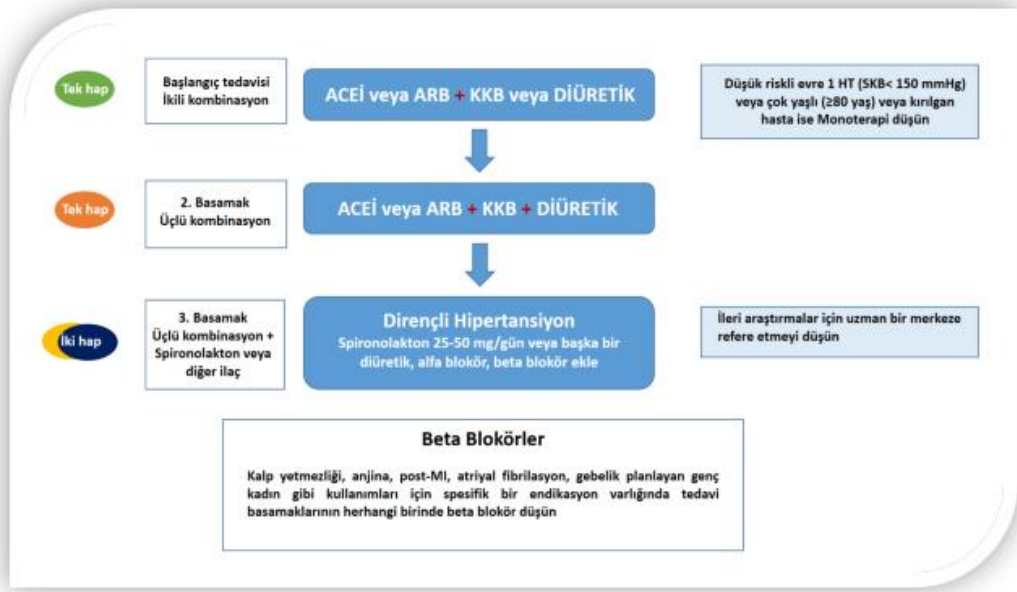 Tek hap
Başlangıç tedavisi
İkili kombinasyon
ACEİ veya ARB + KKB veya DİÜRETİK
Düşük riskli evre 1 HT (SKB< 150 mmHg)
veya çok yaşlı (≥80 yaş) veya kırılgan
hasta ise Monoterapi düşün
Tek hap
2. Basamak
Üçlü kombinasyon
ACEİ veya ARB + KKB + DİÜRETİK
İki hap
3. Basamak
Üçlü kombinasyon +
Spironolakton veya
diğer ilaç
Dirençli Hipertansiyon
Spironolakton 25-50 mg/gün veya başka bir
diüretik, alfa blokör, beta blokör ekle
İleri araştırmalar için uzman bir merkeze
refere etmeyi düşün
Beta Blokörler
Kalp yetmezliği, anjina, post-MI, atriyal fibrilasyon, gebelik planlayan genç
kadın gibi kullanımları için spesifik bir endikasyon varlığında tedavi
basamaklarının herhangi birinde beta blokör düşün